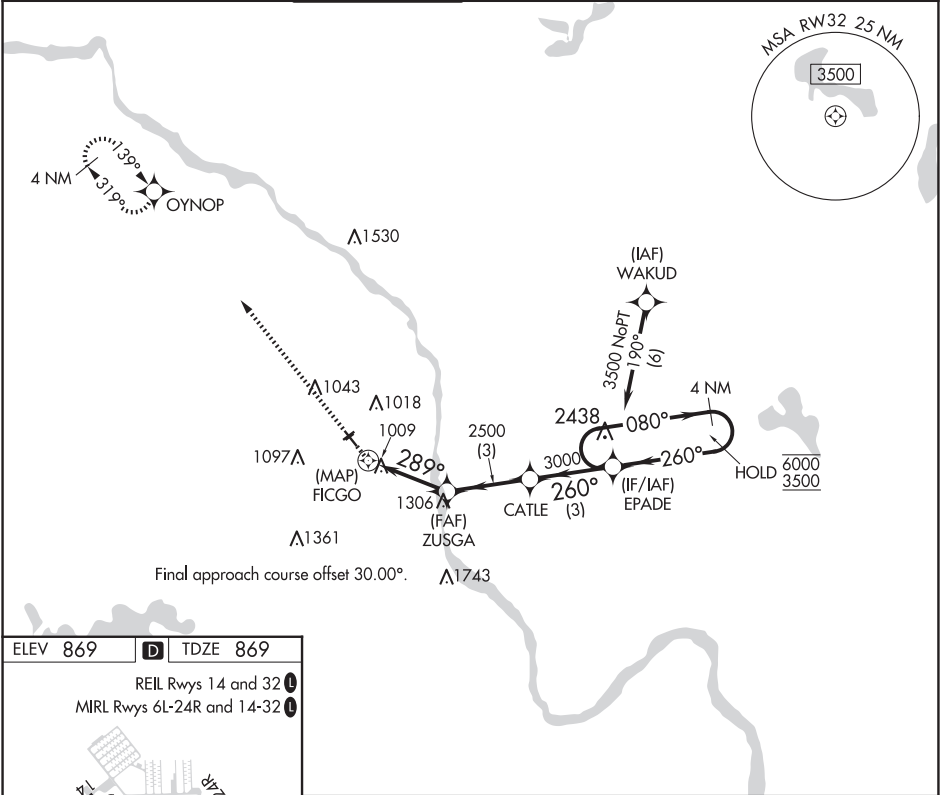 MSA RW32 25 NM
3500
139°
4 NM
319°
OYNOP
1530
(IAF)
WAKUD
3500 NoPT
190°
(6)
4 NM
1043
1018
2438
080°
1009
2500
(3)
1097
289°
3000
260°
HOLD
6000
3500
(MAP)
FICGO
260°
(3)
(IF/IAF)
EPADE
1306
CATLE
(FAF)
ZUSGA
1361
Final approach course offset 30.00°.
1743
ELEV 869 D TDZE 869
REIL Rwys 14 and 32 L
MIRL Rwys 6L-24R and 14-32 L
14
24R